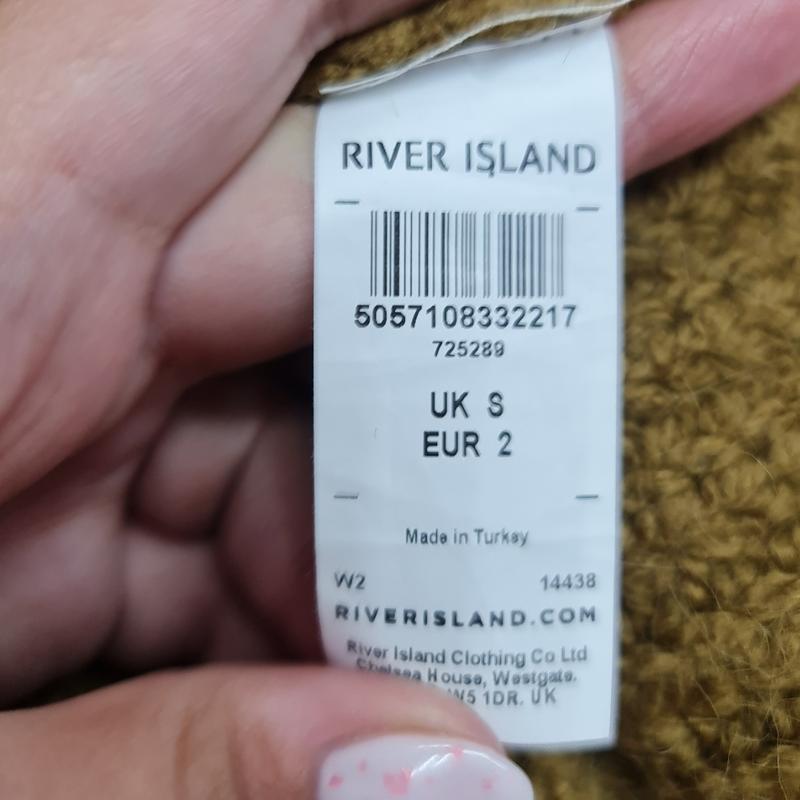 RIVER ISLAND
5057108332217
725289
UK S
EUR 2
Made in Turkey
W2 14438
RIVERISLAND.COM
River Island Clothing Co Ltd
Chelsea House, Westgate.
W5 1DR. UK